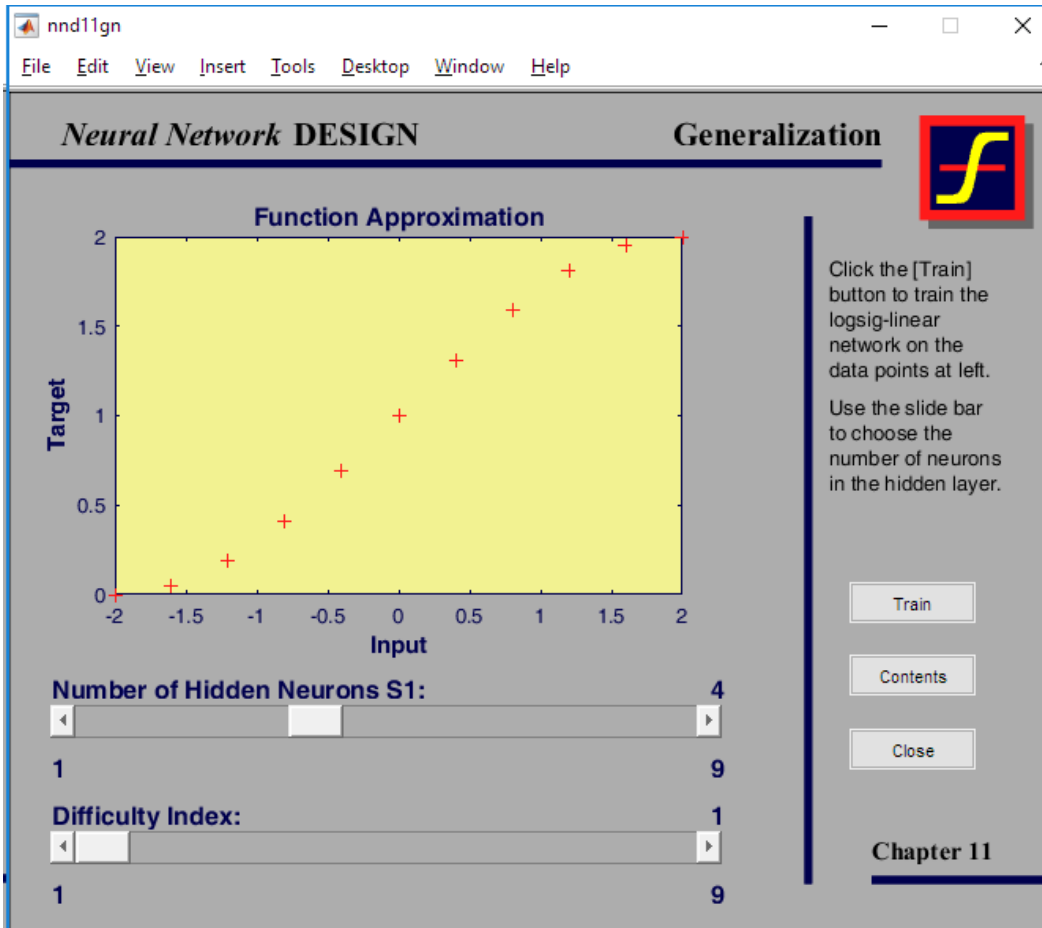 nnd11gn
File Edit View Insert Tools Desktop Window Help
Neural Network DESIGN
Generalization
Function Approximation
2
1.5
1
0.5
0
Target
-2 -1.5 -1 -0.5 0 0.5 1 1.5 2
Input
Click the [Train]
button to train the
logsig-linear
network on the
data points at left.
Use the slide bar
to choose the
number of neurons
in the hidden layer.
Train
Contents
Close
Number of Hidden Neurons S1: 4
1 9
Difficulty Index: 1
1 9
Chapter 11